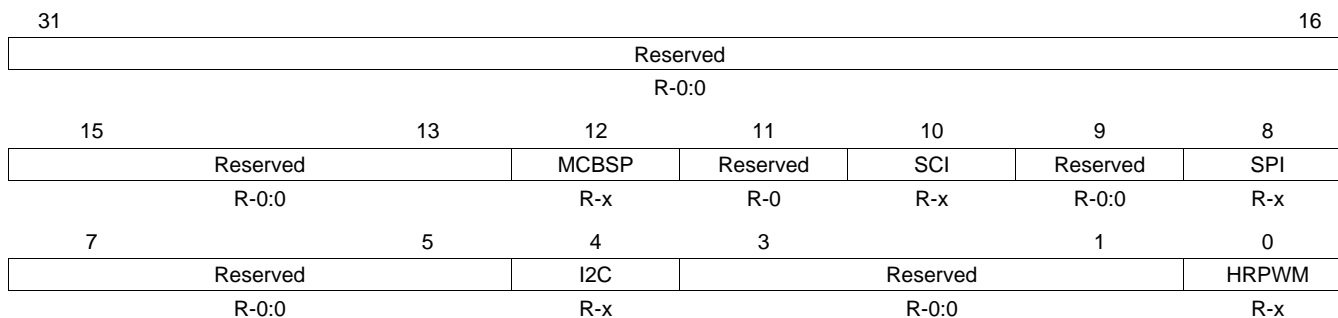 31 16
Reserved
R-0:0
15 13 12 11 10 9 8
Reserved MCBSP Reserved SCI Reserved SPI
R-0:0 R-x R-0 R-x R-0:0 R-x
7 5 4 3 1 0
Reserved I2C Reserved HRPWM
R-0:0 R-x R-0:0 R-x